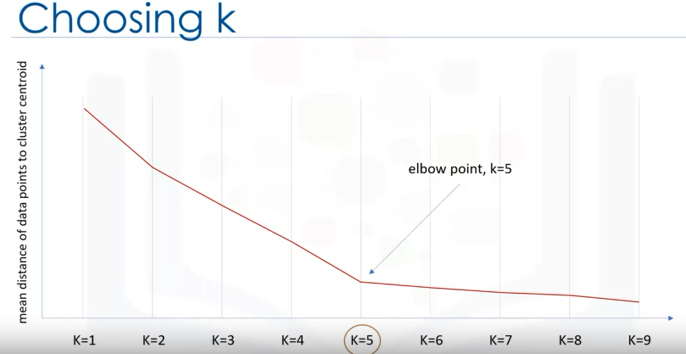 Choosing k
mean distance of data points to cluster centroid
elbow point, k=5
K=1 K=2 K=3 K=4 K=5 K=6 K=7 K=8 K=9